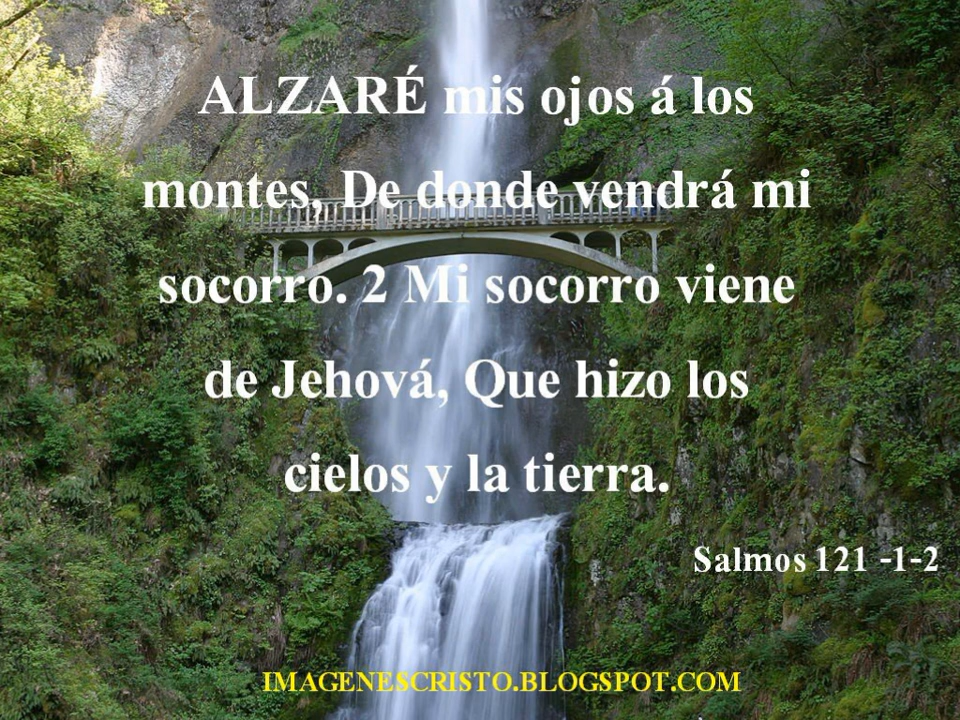 ALZARÉ mis ojos á los
montes, De donde vendrá mi
socorro. 2 Mi socorro viene
de Jehová, Que hizo los
cielos y la tierra.
Salmos 121 -1-2
IMAGENESCRISTO.BLOGSPOT.COM